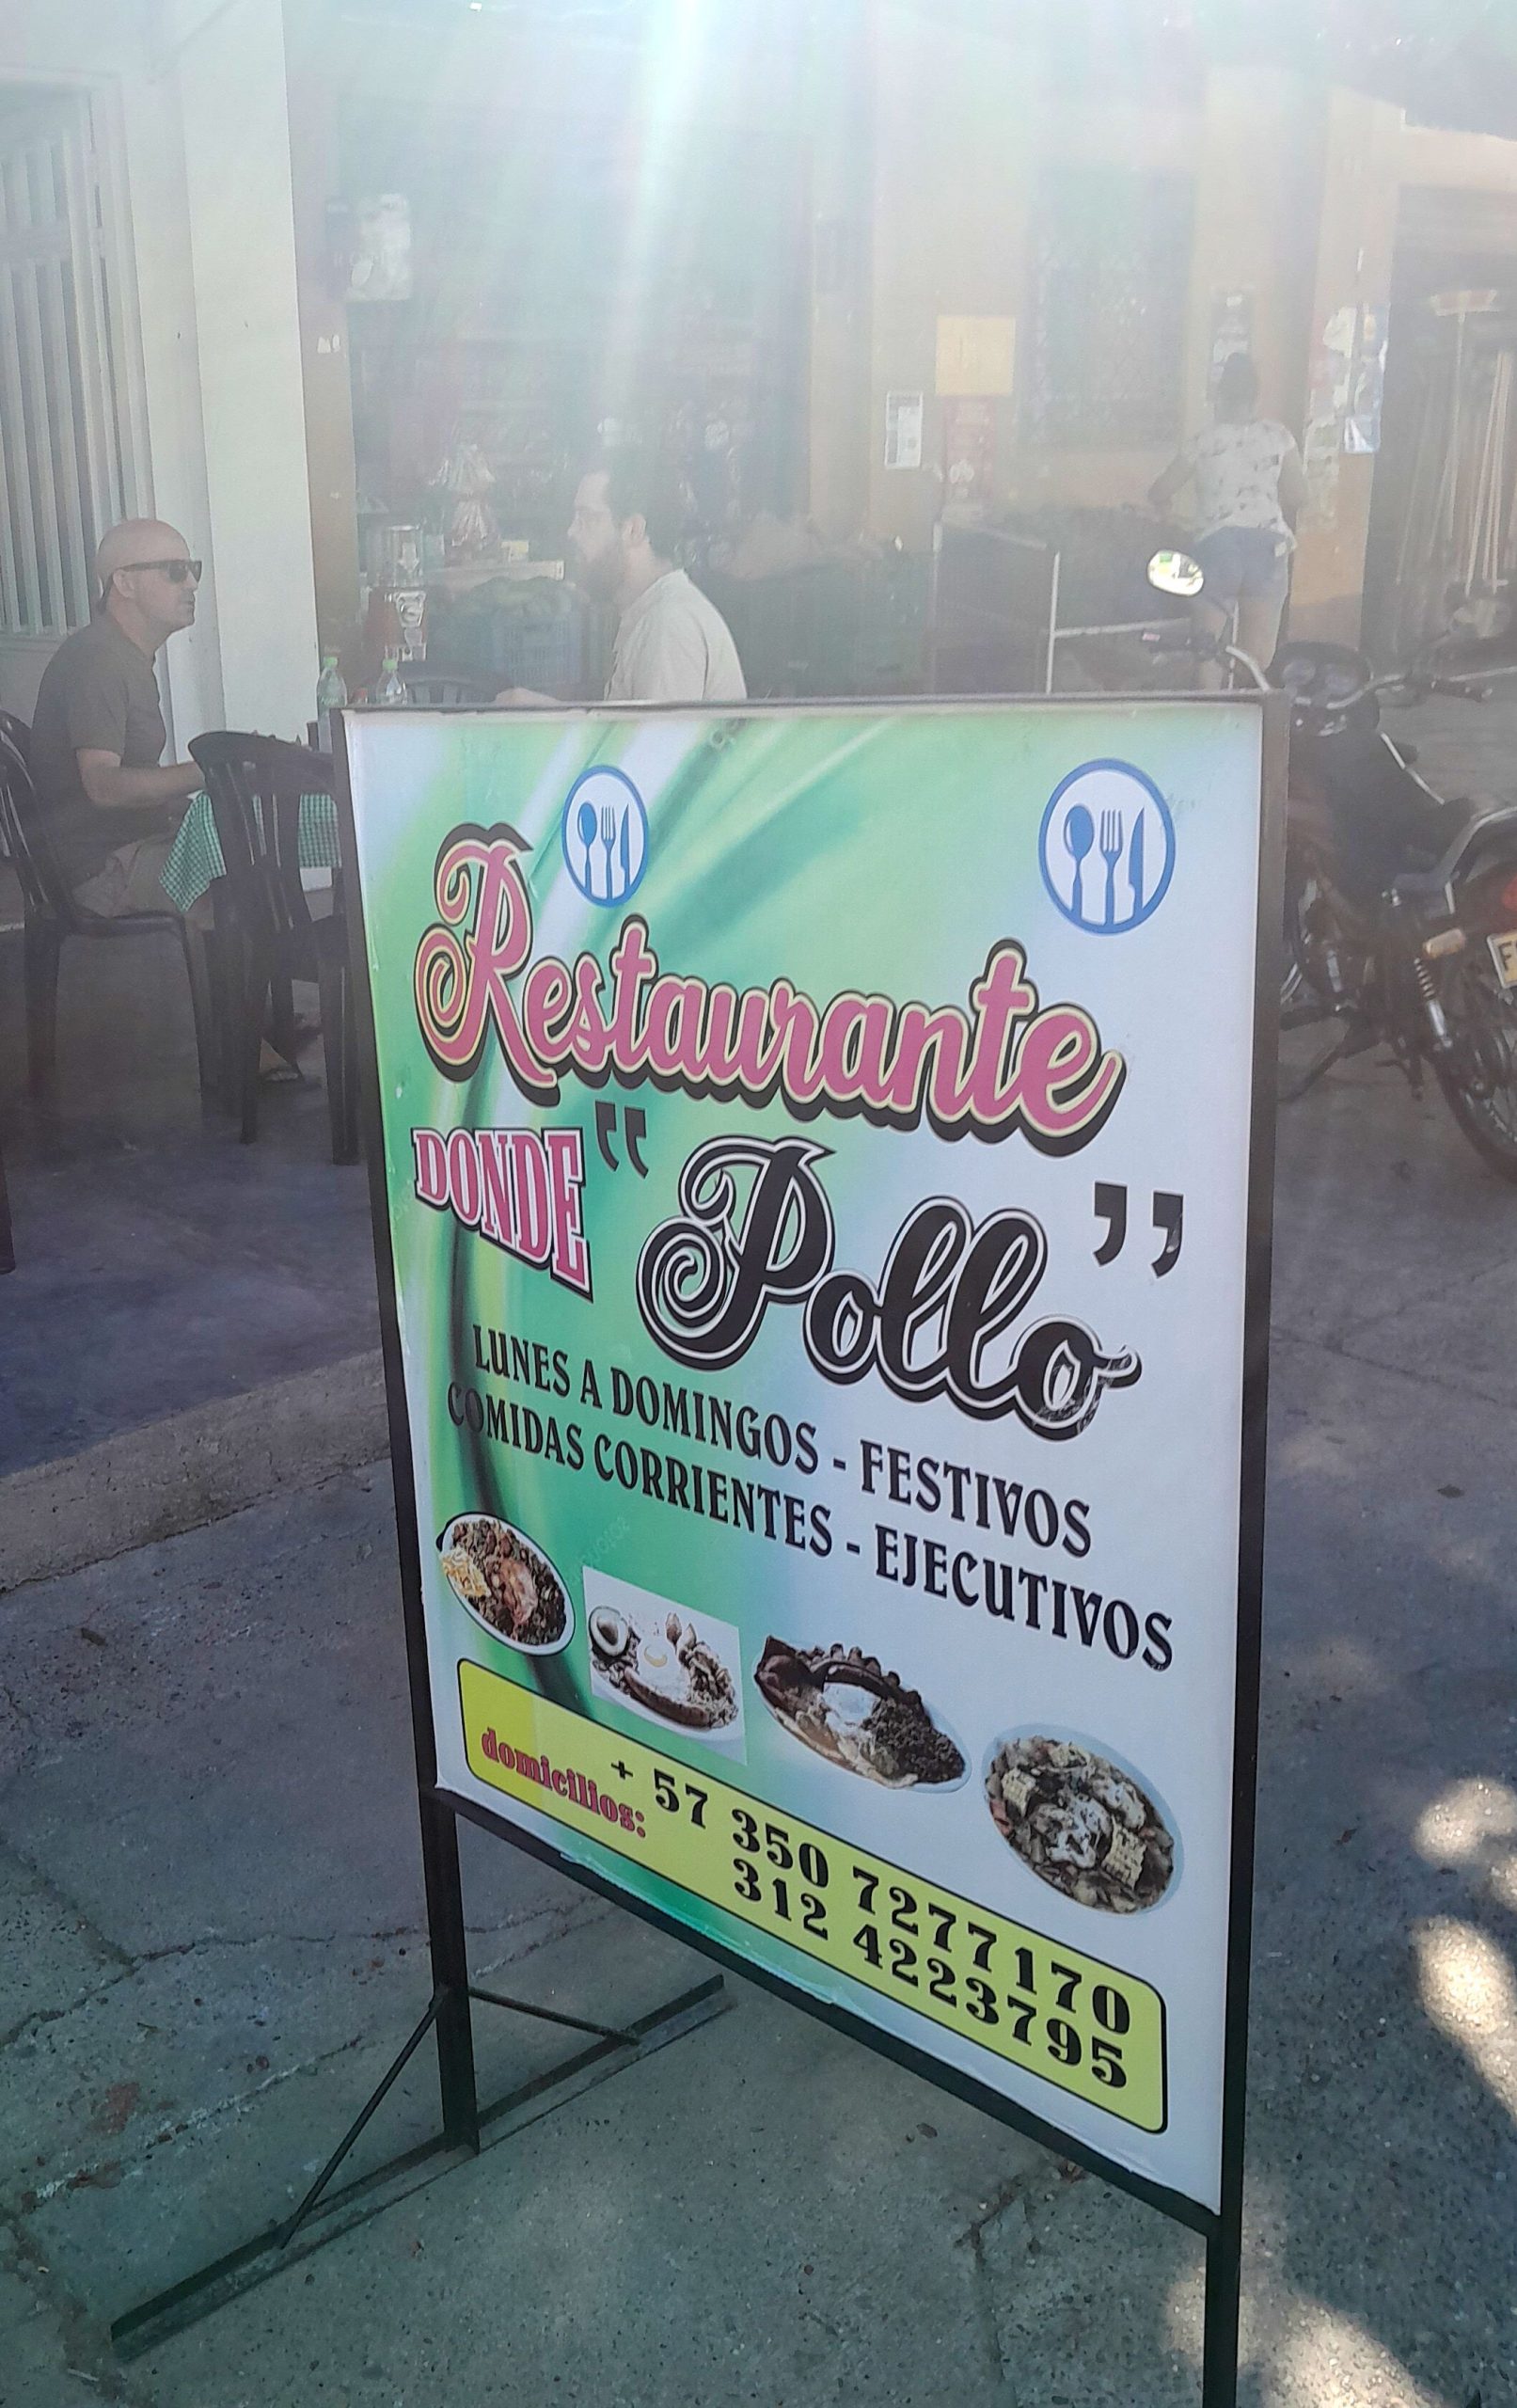 Restaurante
DONDE "Pollo"
LUNES A DOMINGOS - FESTIVOS
COMIDAS CORRIENTES - EJECUTIVOS
domicilios: + 57 350 7277170
312 4223795